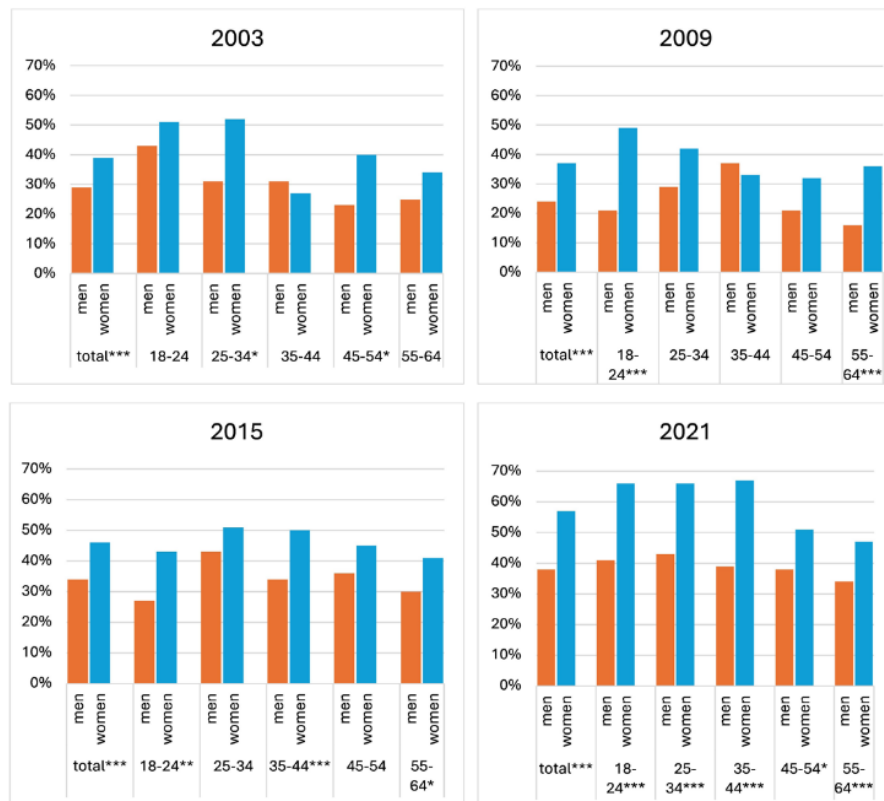 2003
70%
60%
50%
40%
30%
20%
10%
0%
men
women
men
women
men
women
men
women
men
women
men
women
total*** 18-24 25-34* 35-44 45-54* 55-64
2009
70%
60%
50%
40%
30%
20%
10%
0%
men
women
men
women
men
women
men
women
men
women
men
women
total*** 18- 25-34 35-44 45-54 55-
24*** 64***
2015
70%
60%
50%
40%
30%
20%
10%
0%
men
women
men
women
men
women
men
women
men
women
men
women
total*** 18-24** 25-34 35-44*** 45-54 55-
64*
2021
70%
60%
50%
40%
30%
20%
10%
0%
men
women
men
women
men
women
men
women
men
women
men
women
total*** 18- 25- 35- 45-54* 55-
24*** 34*** 44*** 64***